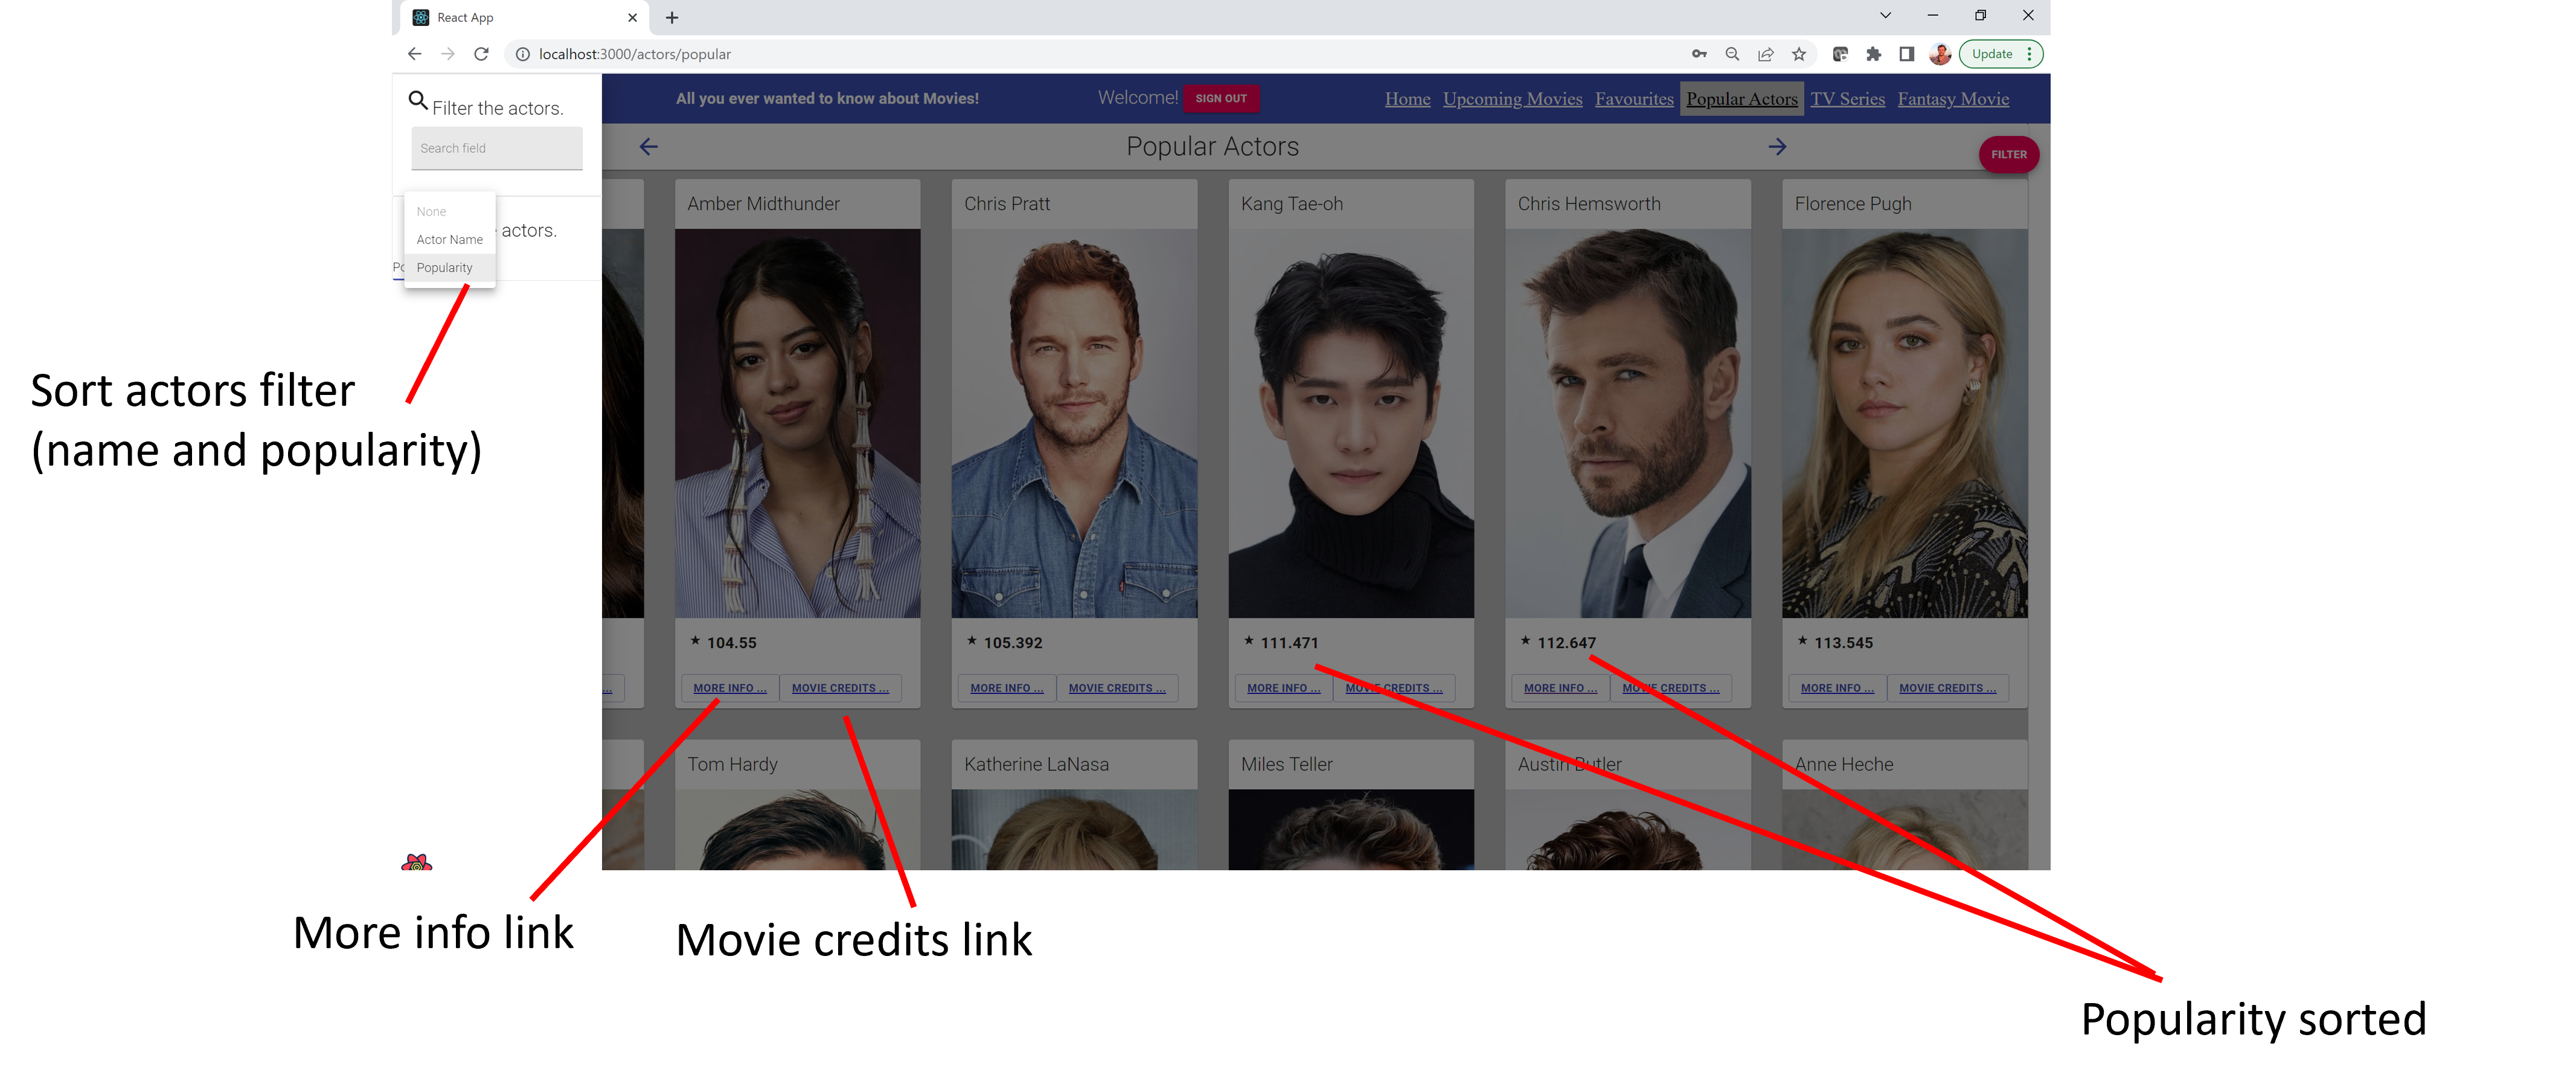 React App
localhost:3000/actors/popular
Update
Filter the actors.
Search field
None
Actor Name
Popularity
actors.
Po
All you ever wanted to know about Movies!
Welcome! SIGN OUT
Home Upcoming Movies Favourites Popular Actors TV Series Fantasy Movie
Popular Actors
FILTER
Amber Midthunder Chris Pratt Kang Tae-oh Chris Hemsworth Florence Pugh
104.55 105.392 111.471 112.647 113.545
... MORE INFO ... MOVIE CREDITS ... MORE INFO ... MOVIE CREDITS ... MORE INFO ... MOVIE CREDITS ... MORE INFO ... MOVIE CREDITS ... MORE INFO ... MOVIE CREDITS ...
Tom Hardy Katherine LaNasa Miles Teller Austin Butler Anne Heche
Sort actors filter
(name and popularity)
More info link
Movie credits link
Popularity sorted